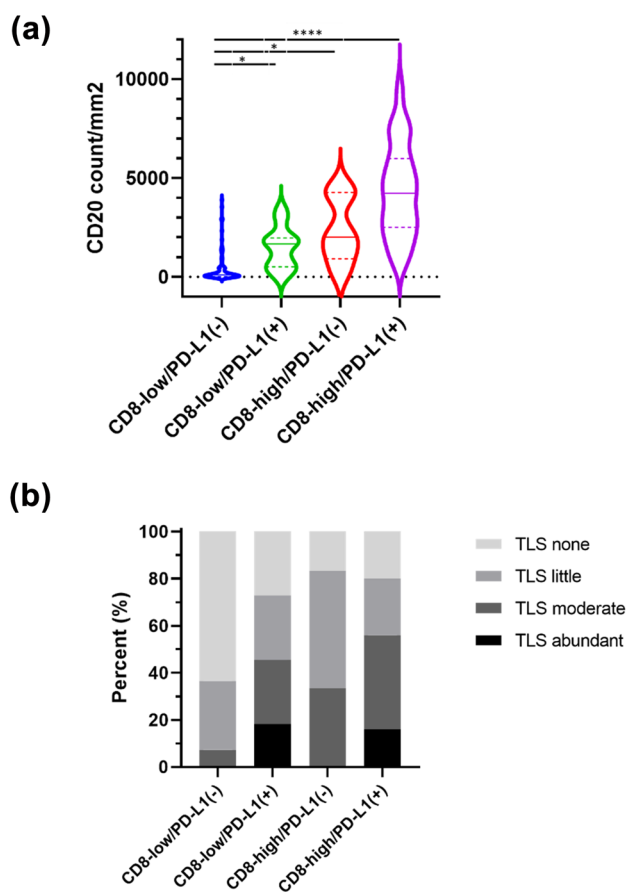 (a)
****
*
*
10000
5000
0
CD20 count/mm2
CD8-low/PD-L1(-)
CD8-low/PD-L1(+)
CD8-high/PD-L1(-)
CD8-high/PD-L1(+)
(b)
100
80
60
40
20
0
Percent (%)
CD8-low/PD-L1(-)
CD8-low/PD-L1(+)
CD8-high/PD-L1(-)
CD8-high/PD-L1(+)
TLS none
TLS little
TLS moderate
TLS abundant